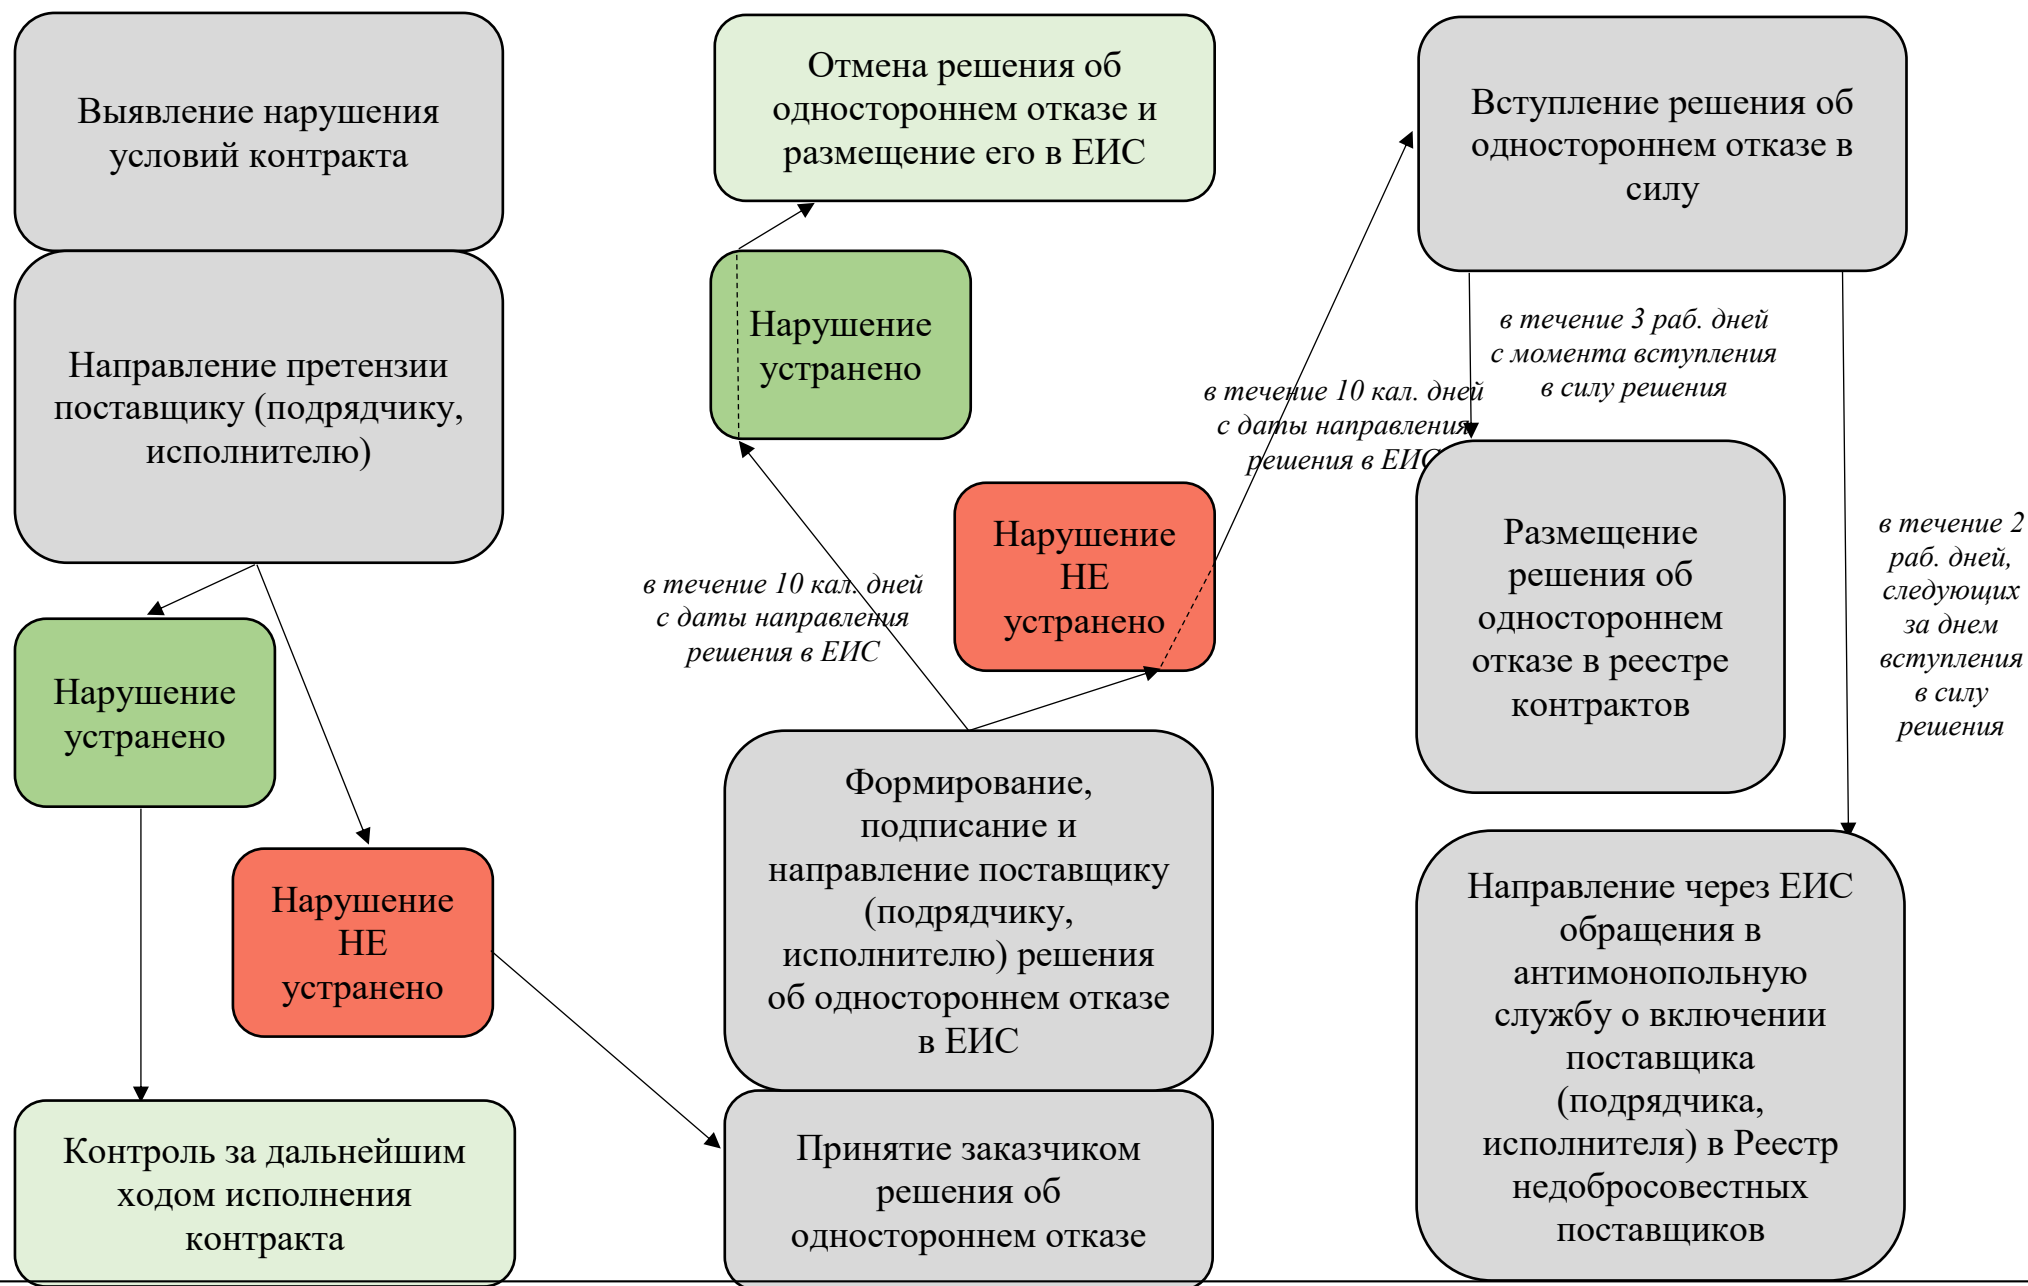 Выявление нарушения
условий контракта
Направление претензии
поставщику (подрядчику,
исполнителю)
Нарушение
устранено
Нарушение
НЕ
устранено
Контроль за дальнейшим
ходом исполнения
контракта
Отмена решения об
одностороннем отказе и
размещение его в ЕИС
Нарушение
устранено
в течение 10 кал. дней
с даты направления
решения в ЕИС
Нарушение
НЕ
устранено
Формирование,
подписание и
направление поставщику
(подрядчику,
исполнителю) решения
об одностороннем отказе
в ЕИС
Принятие заказчиком
решения об
одностороннем отказе
в течение 10 кал. дней
с даты направления
решения в ЕИС
Вступление решения об
одностороннем отказе в
силу
в течение 3 раб. дней
с момента вступления
в силу решения
Размещение
решения об
одностороннем
отказе в реестре
контрактов
в течение 2
раб. дней,
следующих
за днем
вступления
в силу
решения
Направление через ЕИС
обращения в
антимонопольную
службу о включении
поставщика
(подрядчика,
исполнителя) в Реестр
недобросовестных
поставщиков